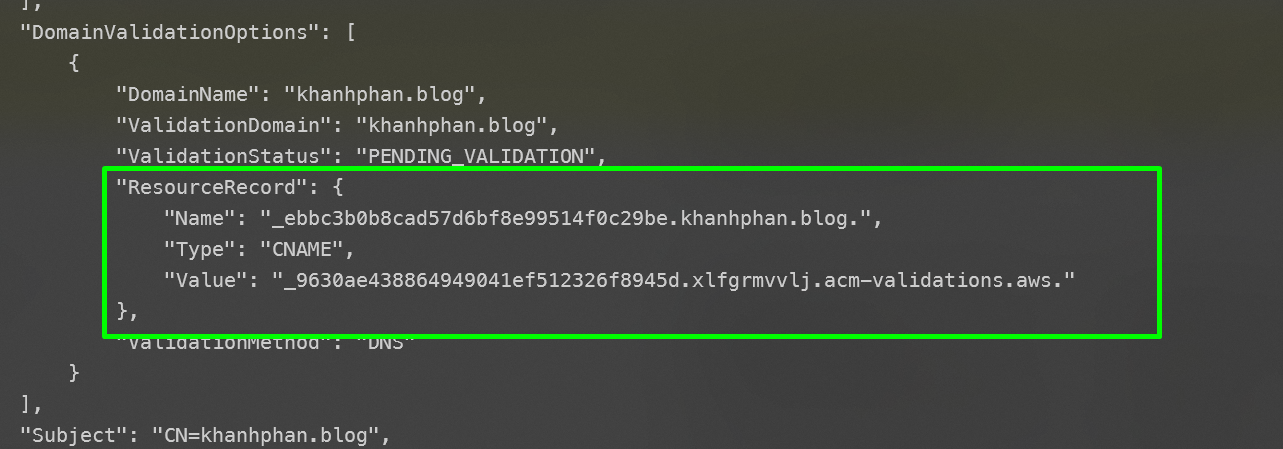 ],
"DomainValidationOptions": [
{
"DomainName": "khanhphan.blog",
"ValidationDomain": "khanhphan.blog",
"ValidationStatus": "PENDING_VALIDATION",
"ResourceRecord": {
"Name": "_ebbc3b0b8cad57d6bf8e99514f0c29be.khanhphan.blog.",
"Type": "CNAME",
"Value": "_9630ae438864949041ef512326f8945d.xlfgrmvvlj.acm-validations.aws."
},
"ValidationMethod": "DNS"
}
],
"Subject": "CN=khanhphan.blog",